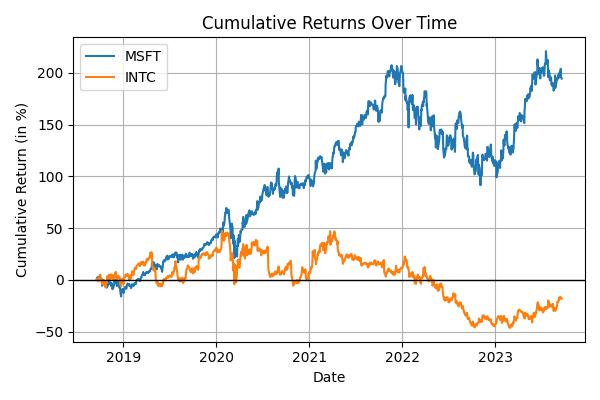 Cumulative Returns Over Time
MSFT
INTC
Cumulative Return (in %)
200
150
100
50
0
−50
2019
2020
2021
2022
2023
Date